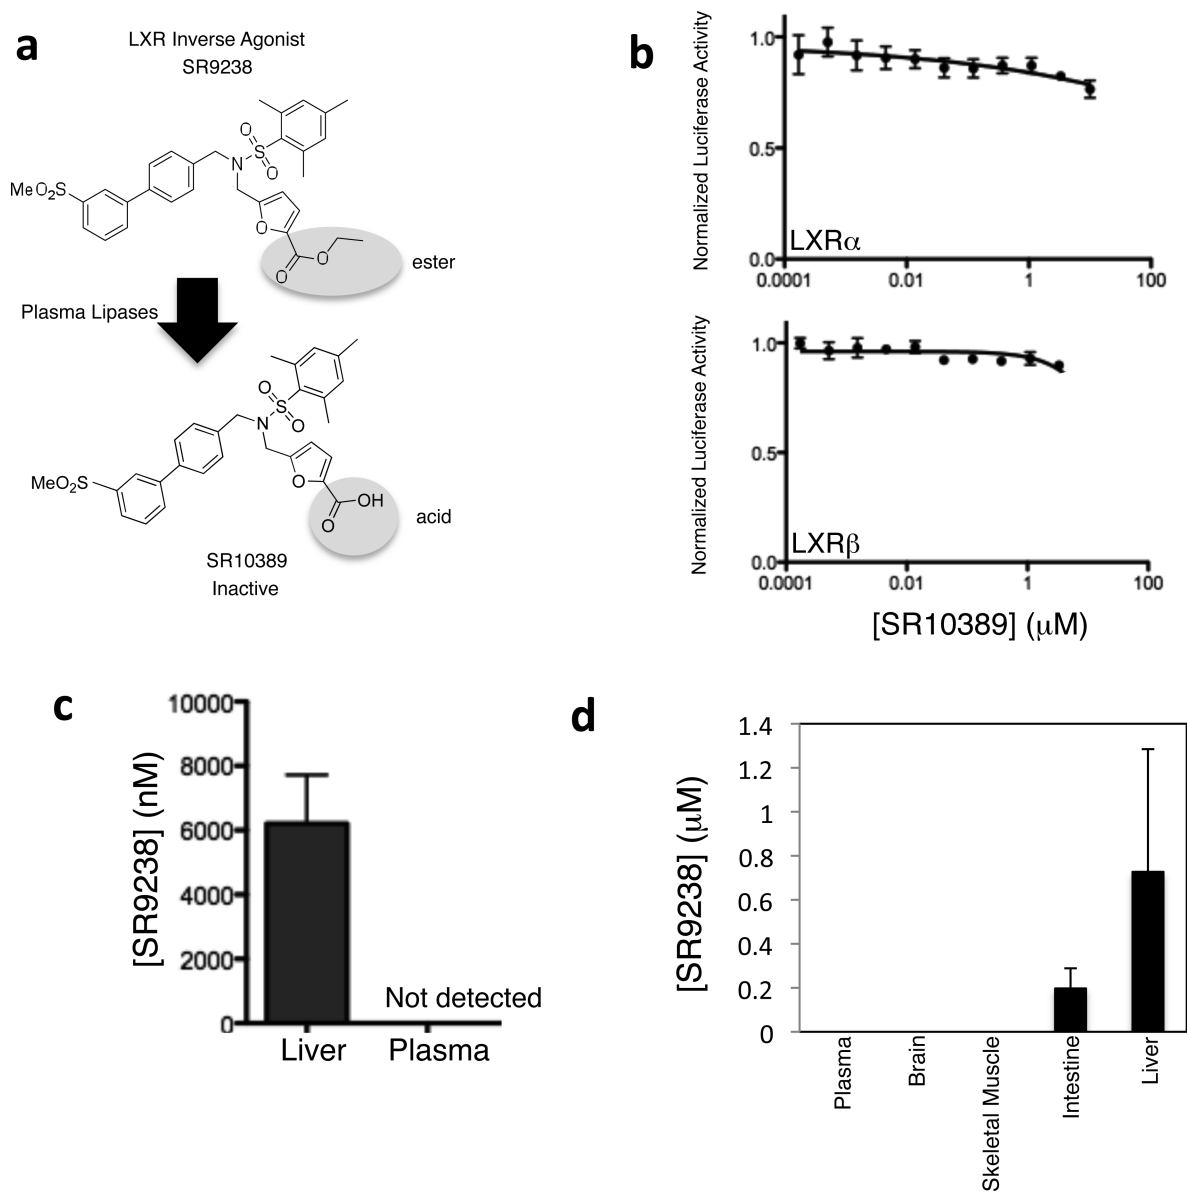 a
LXR Inverse Agonist
SR9238
O
S
O
N
MeO2S
O
O
O
ester
Plasma Lipases
O
S
O
N
MeO2S
O
OH
O
acid
SR10389
Inactive
b
Normalized Luciferase Activity
1.0
0.5
0.0
LXRα
0.0001 0.01 1 100
Normalized Luciferase Activity
1.0
0.5
0.0
LXRβ
0.0001 0.01 1 100
[SR10389] (μM)
c
[SR9238] (nM)
10000
8000
6000
4000
2000
0
Not detected
Liver Plasma
d
[SR9238] (μM)
1.4
1.2
1
0.8
0.6
0.4
0.2
0
Plasma
Brain
Skeletal Muscle
Intestine
Liver